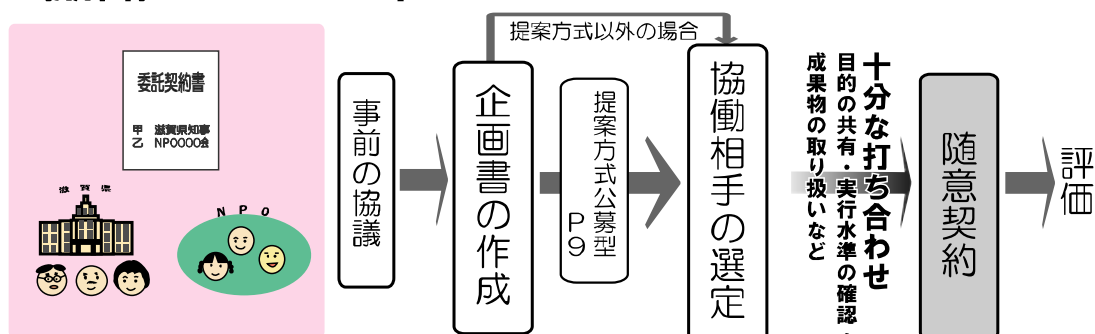 提案方式以外の場合
委託契約書
甲 滋賀県知事
乙 NPO○○○○会
滋賀県
NPO
事前の協議
企画書の作成
提案方式公募型
P9
協働相手の選定
十分な打ち合わせ
目的の共有・実行水準の確認・
成果物の取り扱いなど
随意契約
評価